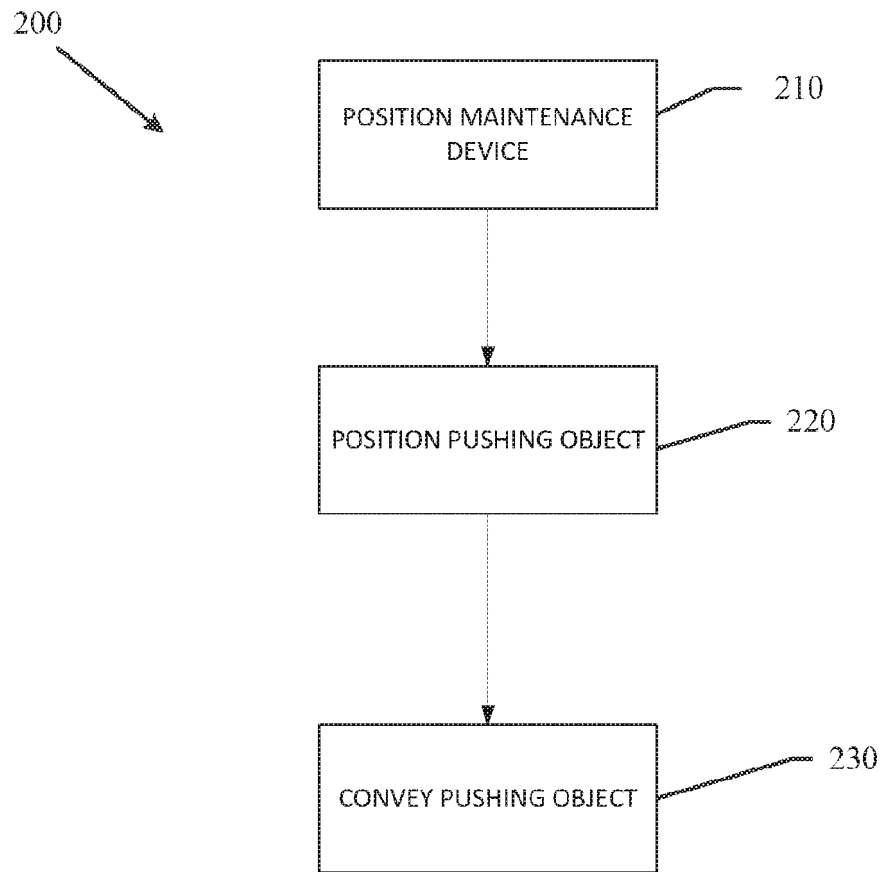 200
POSITION MAINTENANCE
DEVICE
210
POSITION PUSHING OBJECT
220
CONVEY PUSHING OBJECT
230